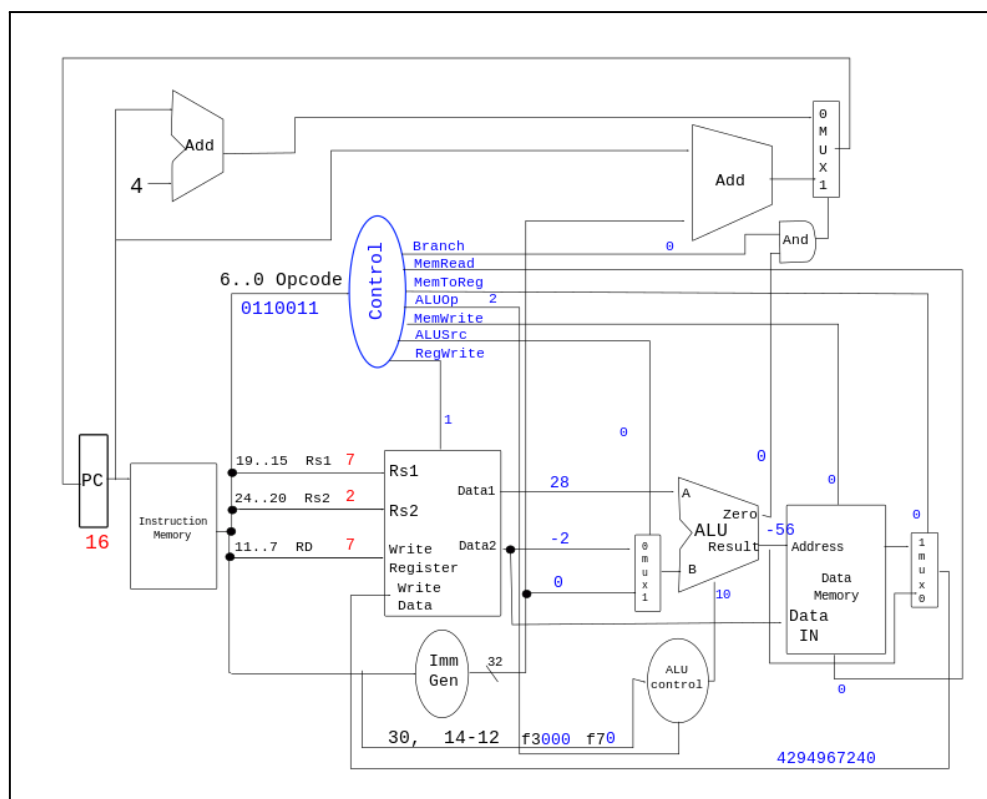 0
M
U
X
1
Add
4
Add
And
Branch 0
MemRead
MemToReg
ALUOp 2
MemWrite
ALUSrc
RegWrite
Control
6..0 Opcode
0110011
1
0
0
0
0
PC
16
Instruction
Memory
19..15 Rs1 7
24..20 Rs2 2
11..7 RD 7
Rs1
Rs2
Write
Register
Write
Data
Data1
Data2
28
-2
0
0
m
u
x
1
A
B
ALU
Zero
Result
-56
10
Address
Data
Memory
Data
IN
0
1
m
u
x
0
Imm
Gen
32
ALU
control
30, 14-12 f3000 f70
4294967240